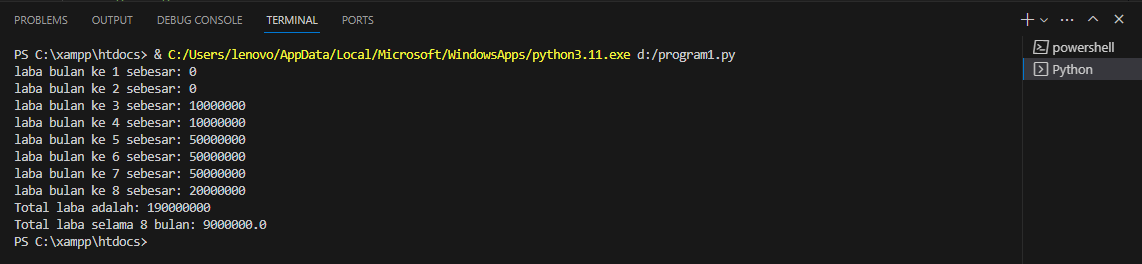 PROBLEMS OUTPUT DEBUG CONSOLE TERMINAL PORTS
PS C:\xampp\htdocs> & C:/Users/lenovo/AppData/Local/Microsoft/WindowsApps/python3.11.exe d:/program1.py
laba bulan ke 1 sebesar: 0
laba bulan ke 2 sebesar: 0
laba bulan ke 3 sebesar: 10000000
laba bulan ke 4 sebesar: 10000000
laba bulan ke 5 sebesar: 50000000
laba bulan ke 6 sebesar: 50000000
laba bulan ke 7 sebesar: 50000000
laba bulan ke 8 sebesar: 20000000
Total laba adalah: 190000000
Total laba selama 8 bulan: 9000000.0
PS C:\xampp\htdocs>
powershell
Python